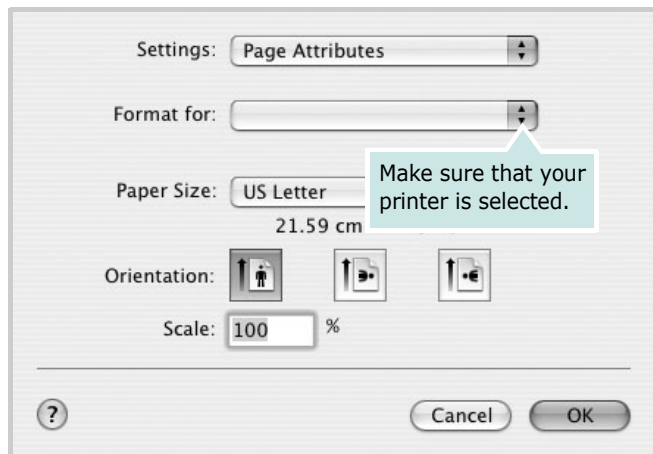 Settings: Page Attributes
Format for:
Make sure that your
printer is selected.
Paper Size: US Letter
21.59 cm
Orientation:
Scale: 100 %
? Cancel OK